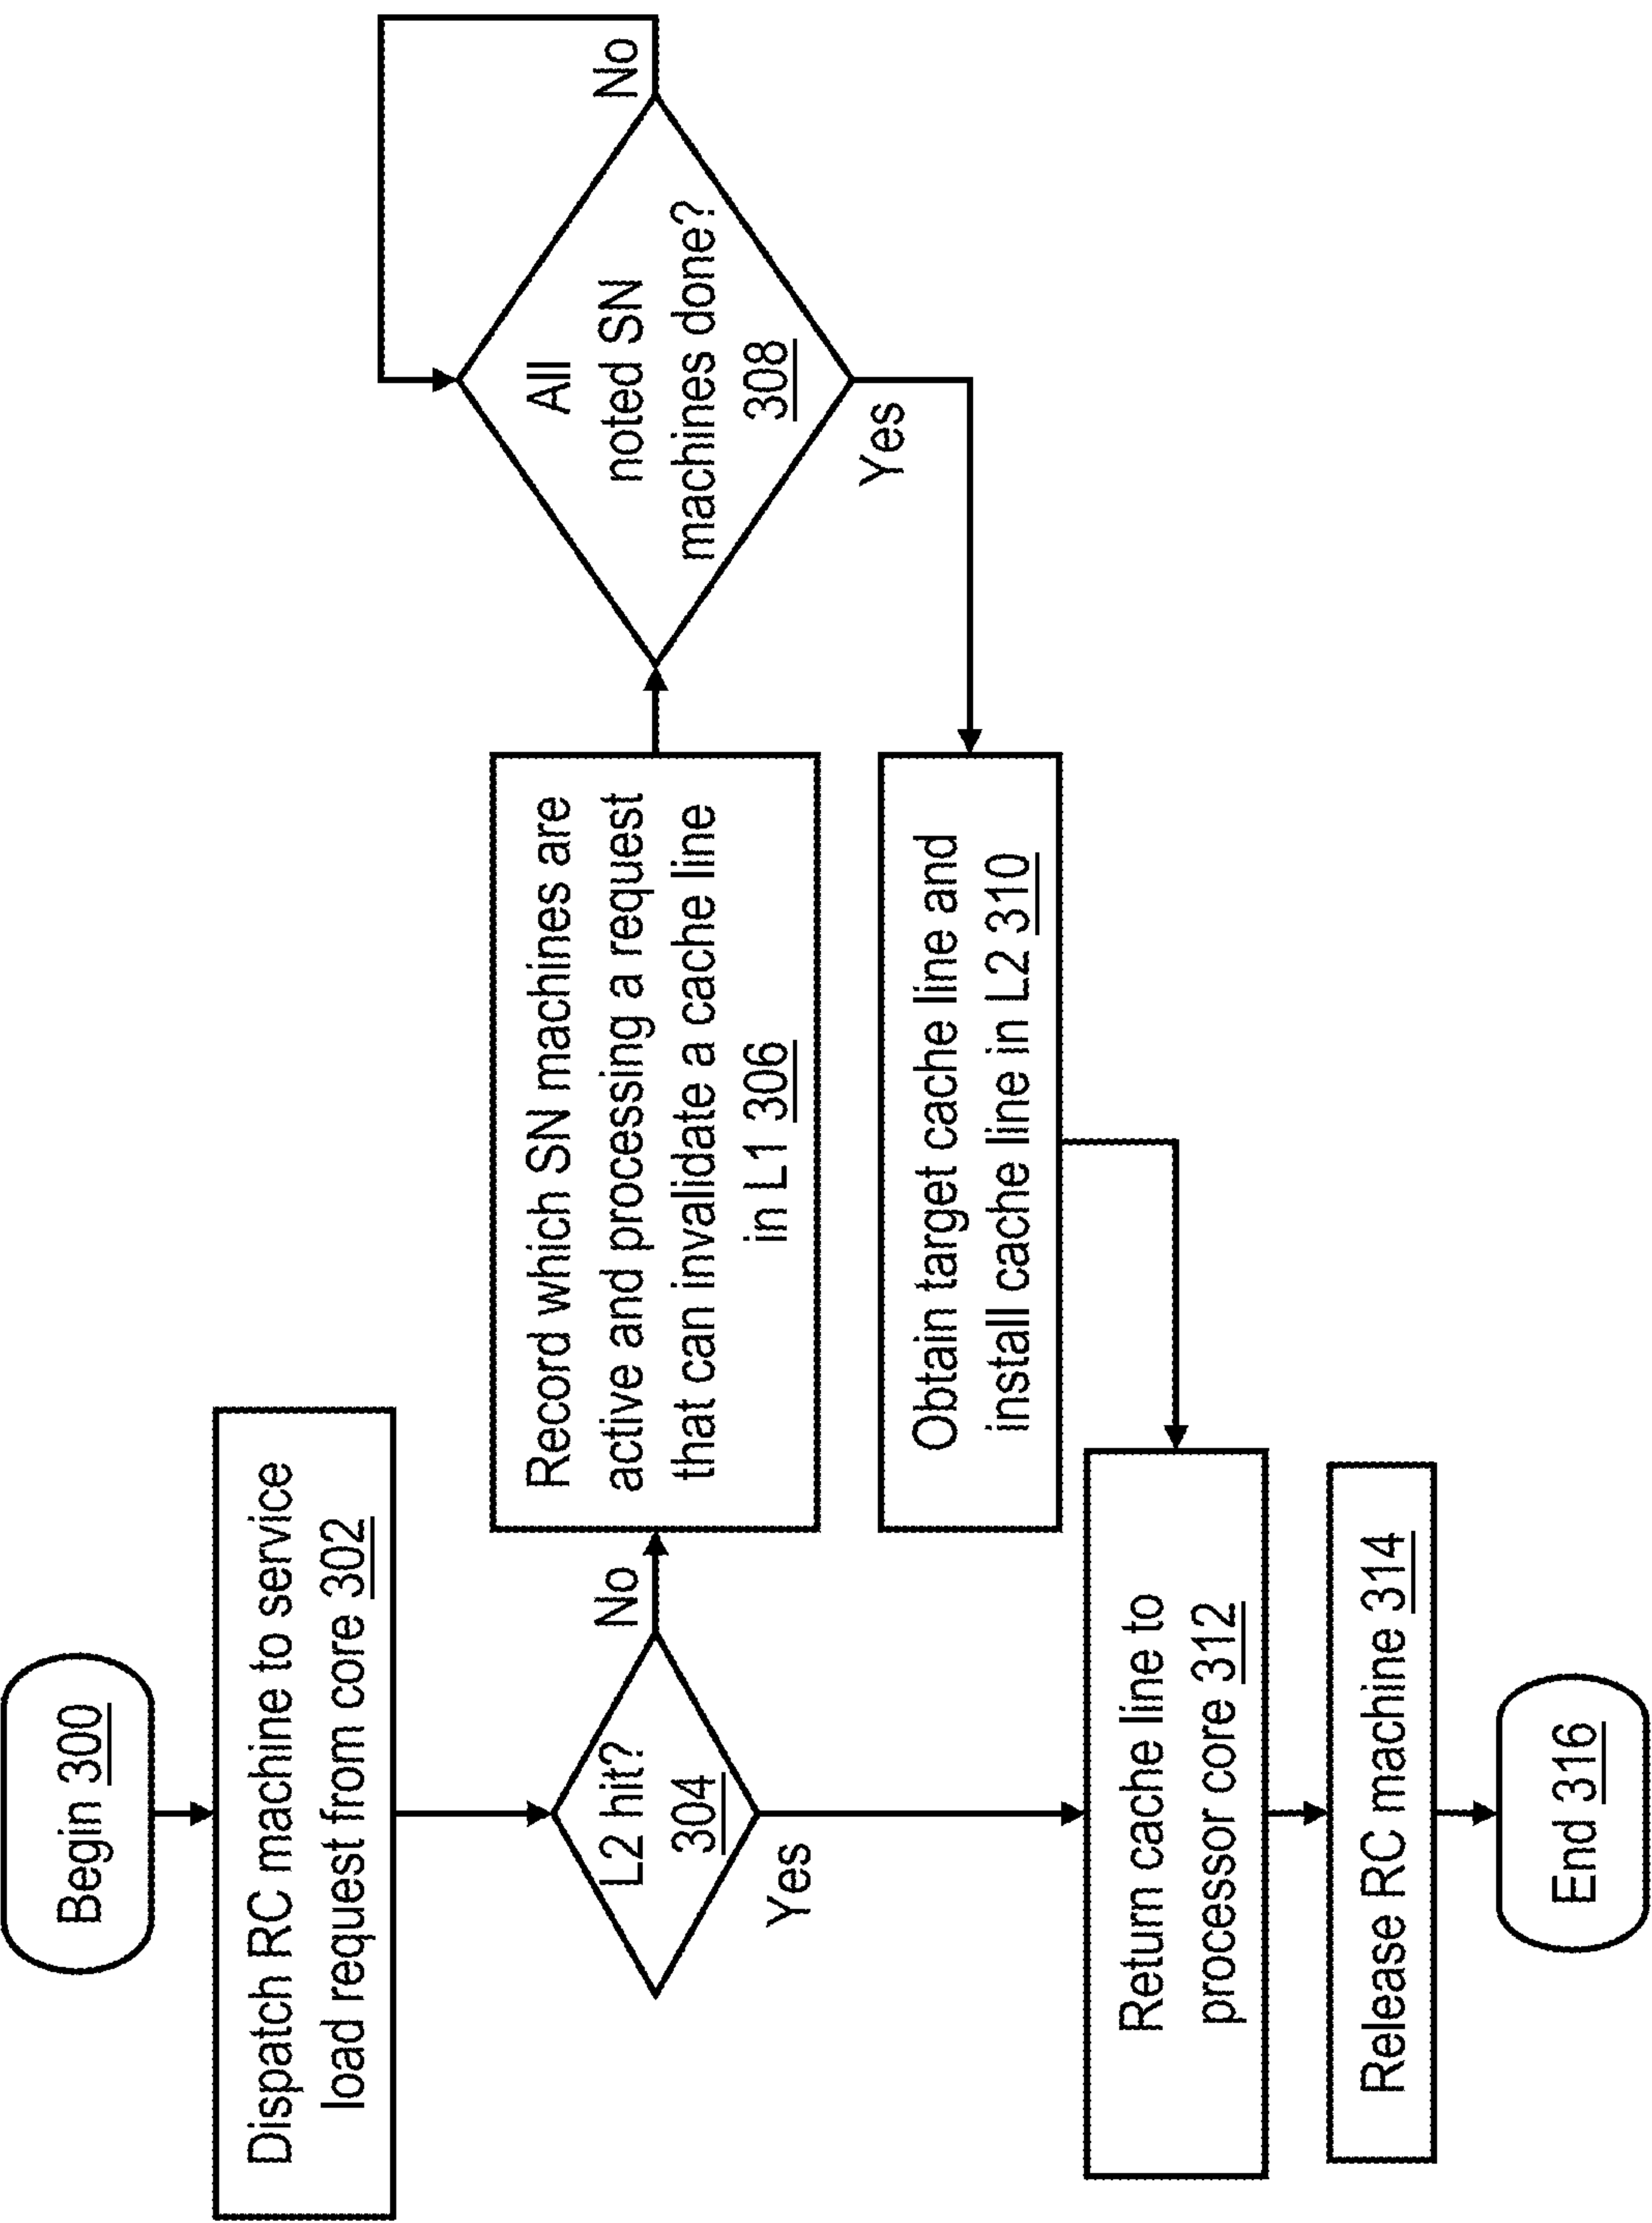 Begin 300
Dispatch RC machine to service
load request from core 302
L2 hit?
304
No
Yes
Record which SN machines are
active and processing a request
that can invalidate a cache line
in L1 306
All
noted SN
machines done?
308
No
Yes
Obtain target cache line and
install cache line in L2 310
Return cache line to
processor core 312
Release RC machine 314
End 316